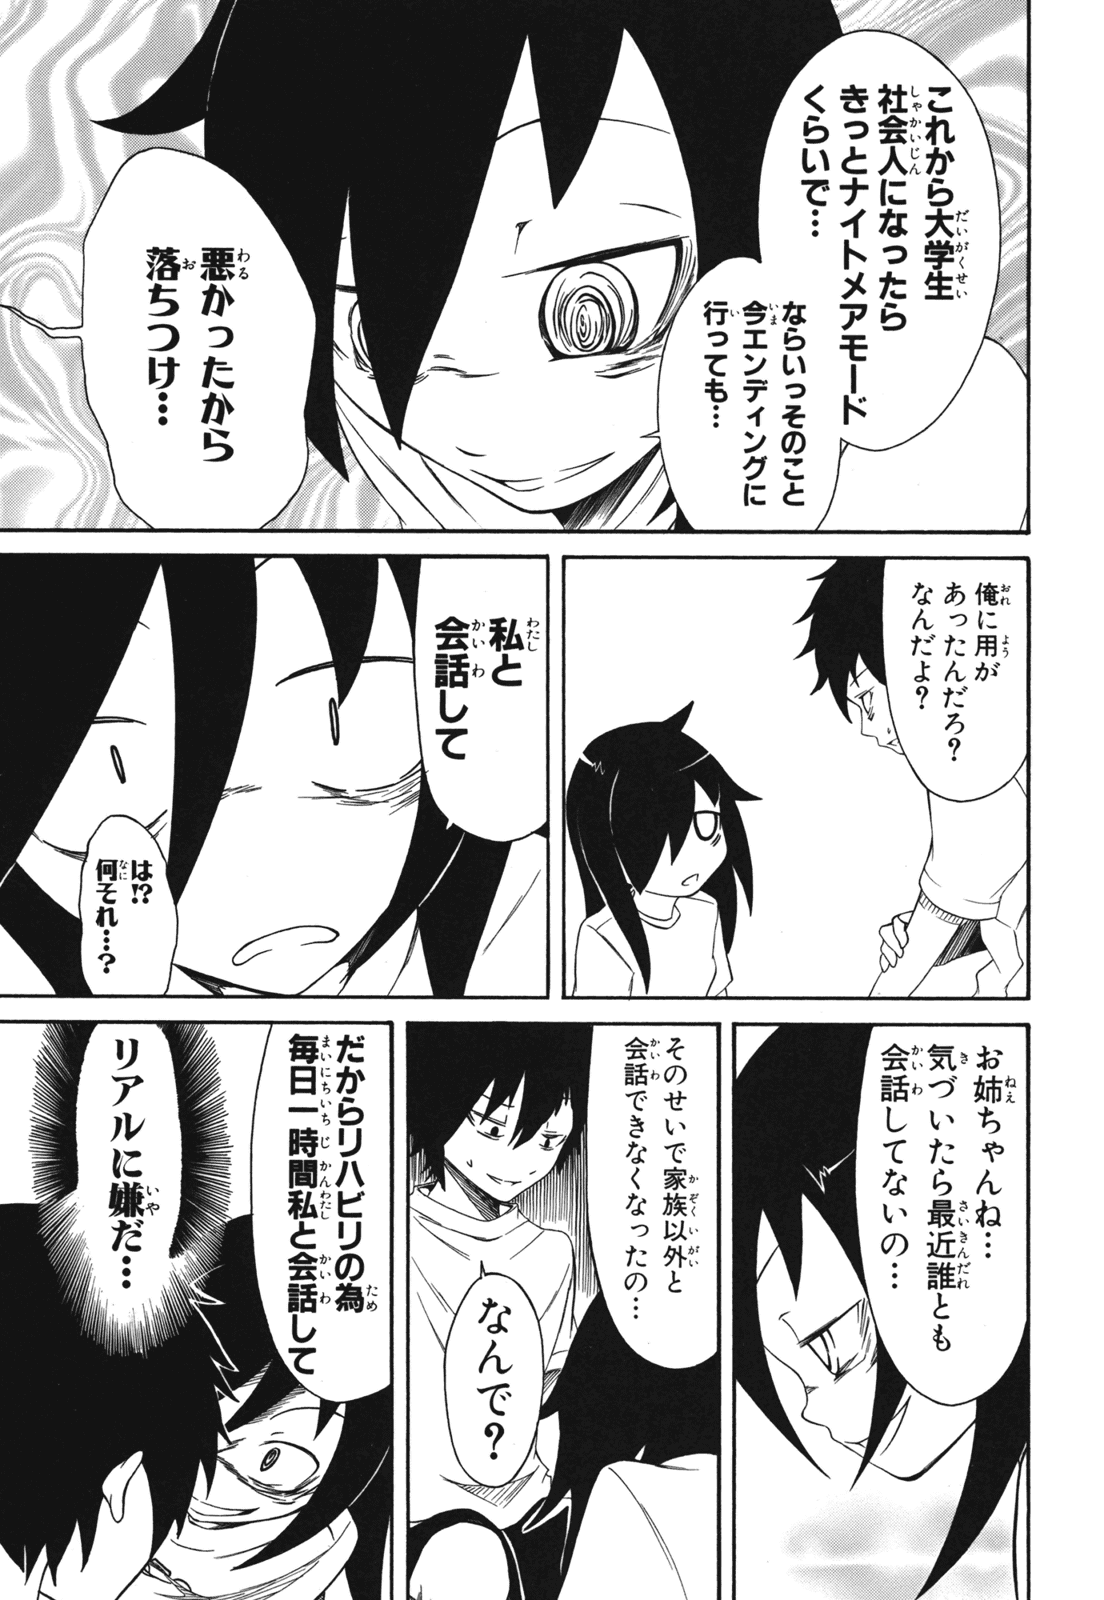 これから大学生
社会人になったら
きっとナイトメアモード
くらいで…
ならいっそのこと
今エンディングに
行っても…
悪かったから
落ちつけ…
俺に用が
あったんだろ?
なんだよ?
私と
会話して
は!?
何それ…?
お姉ちゃんね…
気づいたら最近誰とも
会話してないの…
そのせいで家族以外と
会話できなくなったの…
なんで?
だからリハビリの為
毎日一時間私と会話して
リアルに嫌だ…